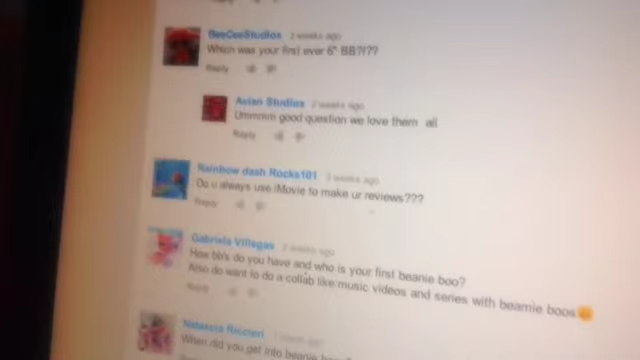 GeeCeeStudios 2 weeks ago
Which was your first ever 6" BB?!??
Reply
Avian Studios 2 weeks ago
Ummmm good question we love them all
Reply
Rainbow dash Rocks101 3 weeks ago
Do u always use iMovie to make ur reviews???
Reply
Gabriela Villegas 2 weeks ago
How bb's do you have and who is your first beanie boo?
Also do want to do a collab like:music videos and series with beamie boos
Reply
Natascia Riccieri
When did you get into beanie